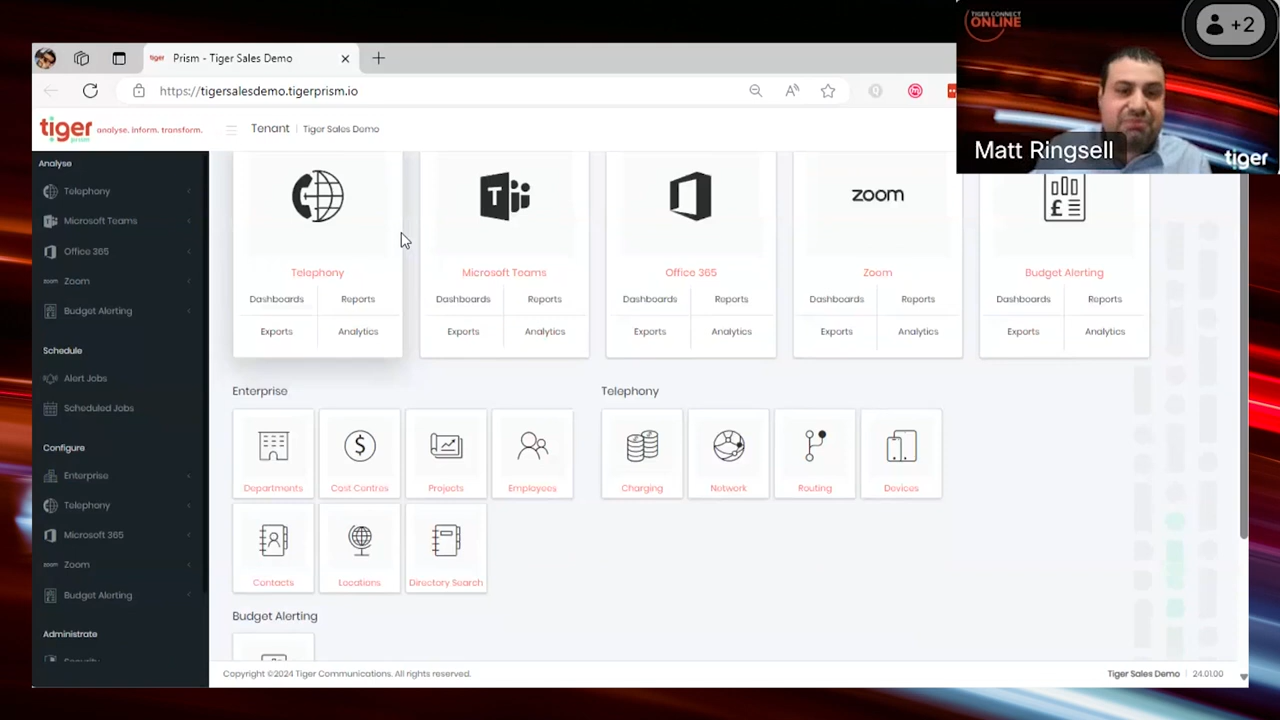 TIGER CONNECT
ONLINE
+2
Matt Ringsell
tiger
tiger
Prism - Tiger Sales Demo
https://tigersalesdemo.tigerprism.io
tiger
prism
analyse. inform. transform.
Tenant | Tiger Sales Demo
Analyse
Telephony
Microsoft Teams
Office 365
zoom Zoom
Budget Alerting
Schedule
Alert Jobs
Scheduled Jobs
Configure
Enterprise
Telephony
Microsoft 365
zoom Zoom
Budget Alerting
Administrate
Security
Telephony
Dashboards
Reports
Exports
Analytics
T
Microsoft Teams
Dashboards
Reports
Exports
Analytics
Office 365
Dashboards
Reports
Exports
Analytics
zoom
Zoom
Dashboards
Reports
Exports
Analytics
£
Budget Alerting
Dashboards
Reports
Exports
Analytics
Enterprise
Departments
$
Cost Centres
Projects
Employees
Contacts
Locations
Directory Search
Telephony
Charging
Network
Routing
Devices
Budget Alerting
Copyright ©2024 Tiger Communications. All rights reserved.
Tiger Sales Demo | 24.01.00